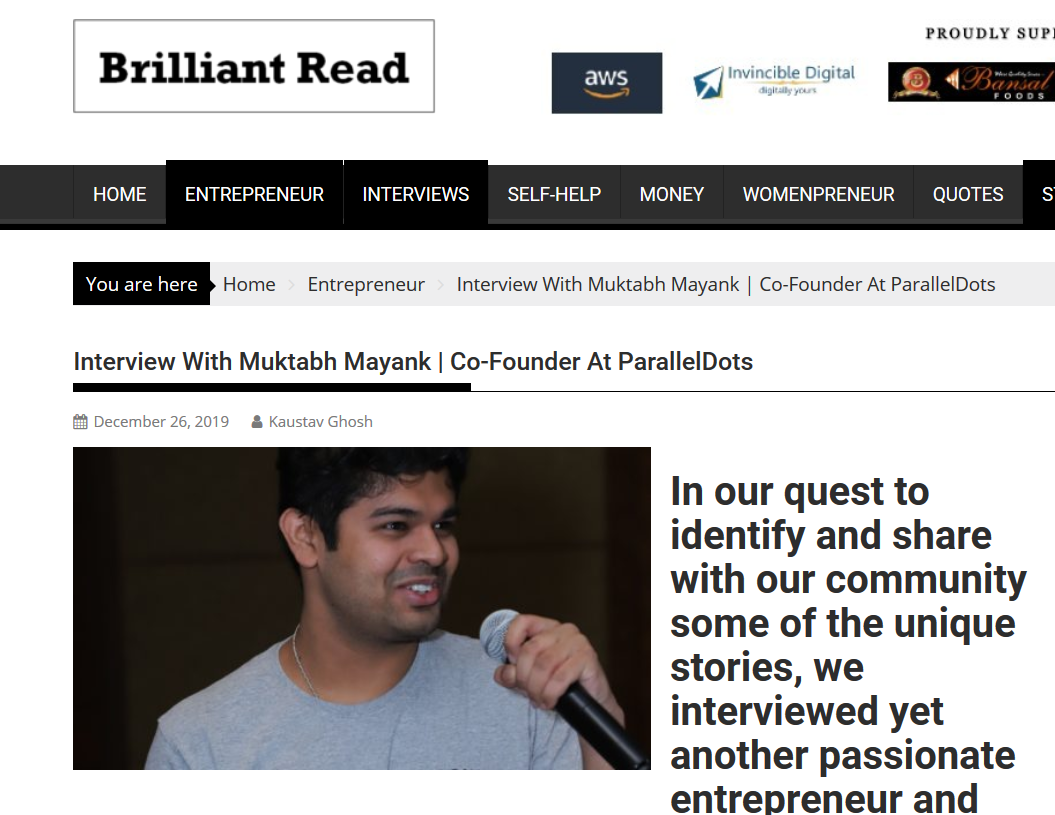 Brilliant Read
PROUDLY
aws
Invincible Digital
digitally yours
Bansal
FOODS
HOME ENTREPRENEUR INTERVIEWS SELF-HELP MONEY WOMENPRENEUR QUOTES
You are here Home Entrepreneur Interview With Muktabh Mayank | Co-Founder At ParallelDots
Interview With Muktabh Mayank | Co-Founder At ParallelDots
December 26, 2019 Kaustav Ghosh
In our quest to
identify and share
with our community
some of the unique
stories, we
interviewed yet
another passionate
entrepreneur and